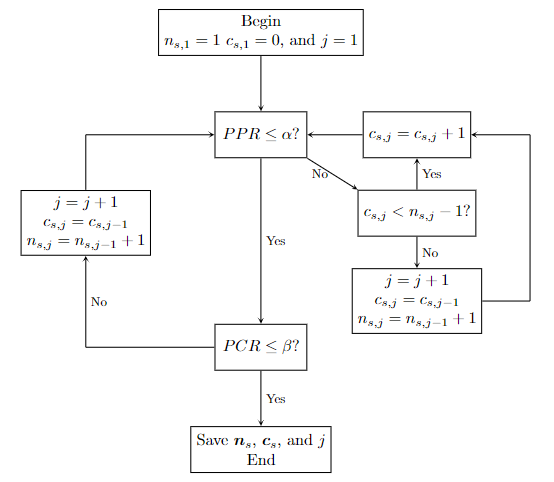 Begin
n_{s,1} = 1 c_{s,1} = 0, and j = 1
PPR ≤ α?
c_{s,j} = c_{s,j} + 1
No
Yes
c_{s,j} < n_{s,j} − 1?
j = j + 1
c_{s,j} = c_{s,j−1}
n_{s,j} = n_{s,j−1} + 1
Yes
No
j = j + 1
c_{s,j} = c_{s,j−1}
n_{s,j} = n_{s,j−1} + 1
No
PCR ≤ β?
Yes
Save n_s, c_s, and j
End